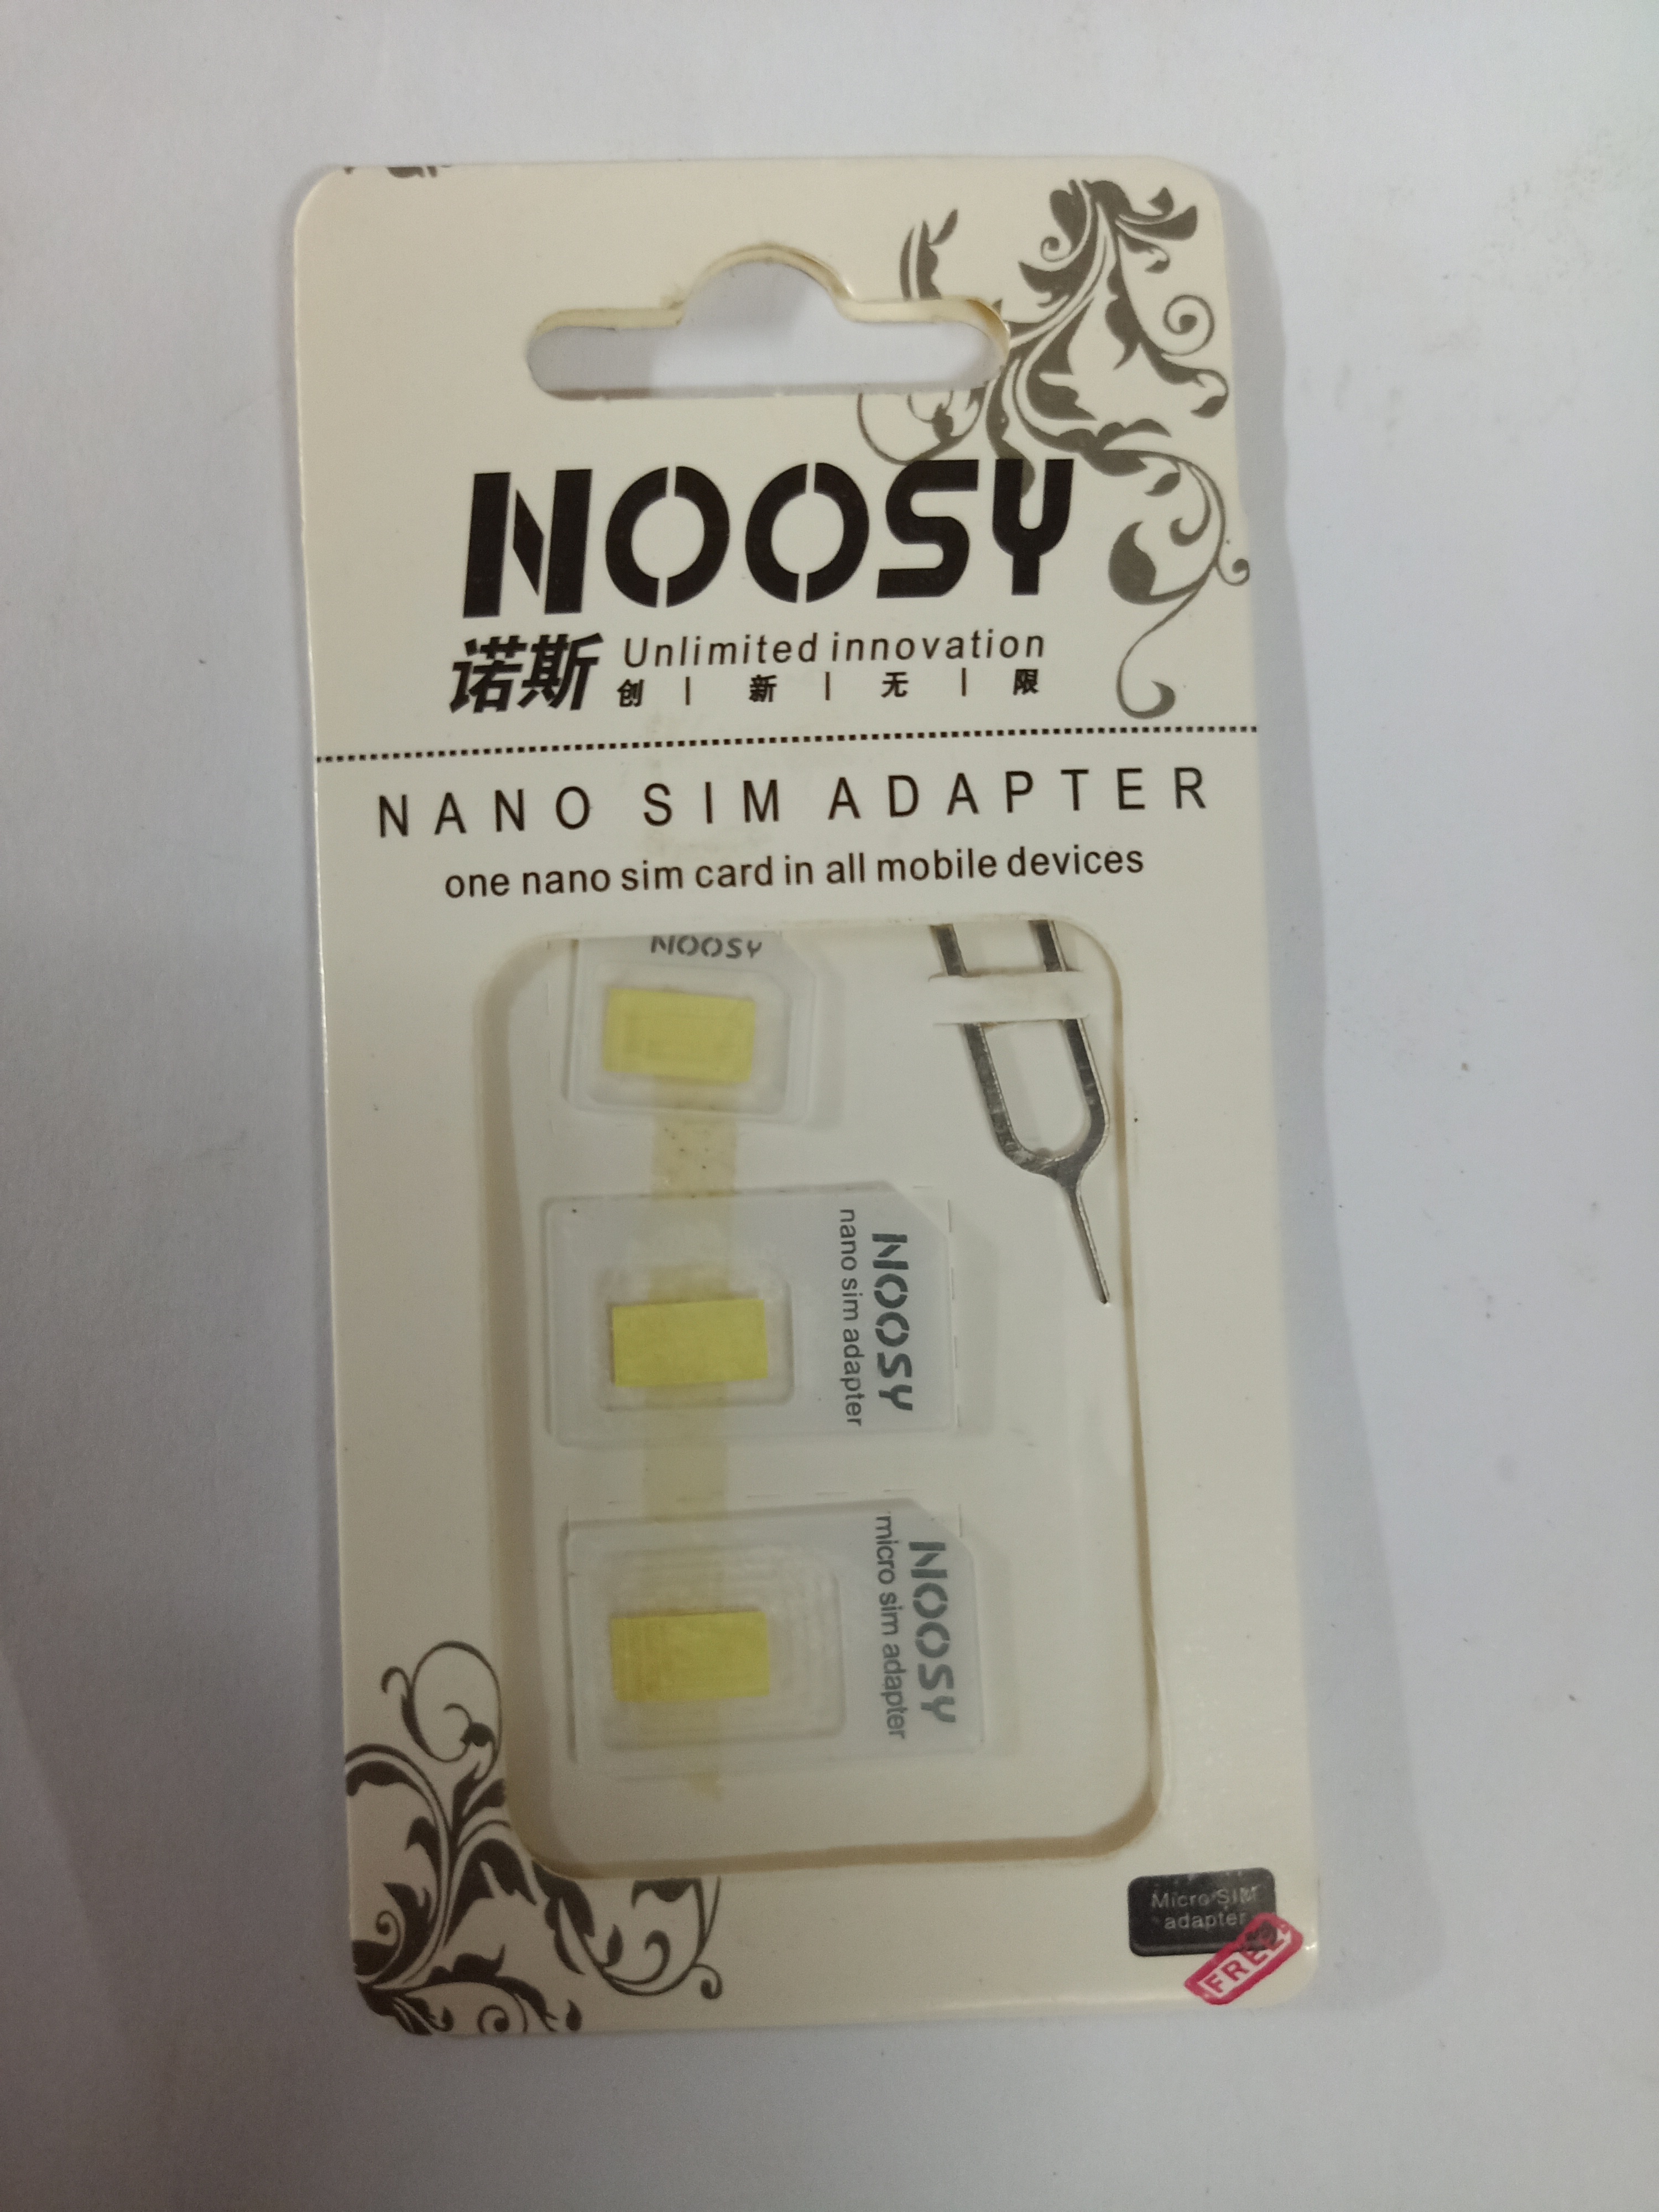 NOOSY
诺斯 Unlimited innovation
创 | 新 | 无 | 限
NANO SIM ADAPTER
one nano sim card in all mobile devices
NOOSY
NOOSY
nano sim adapter
NOOSY
micro sim adapter
Micro SIM
adapter
FREE